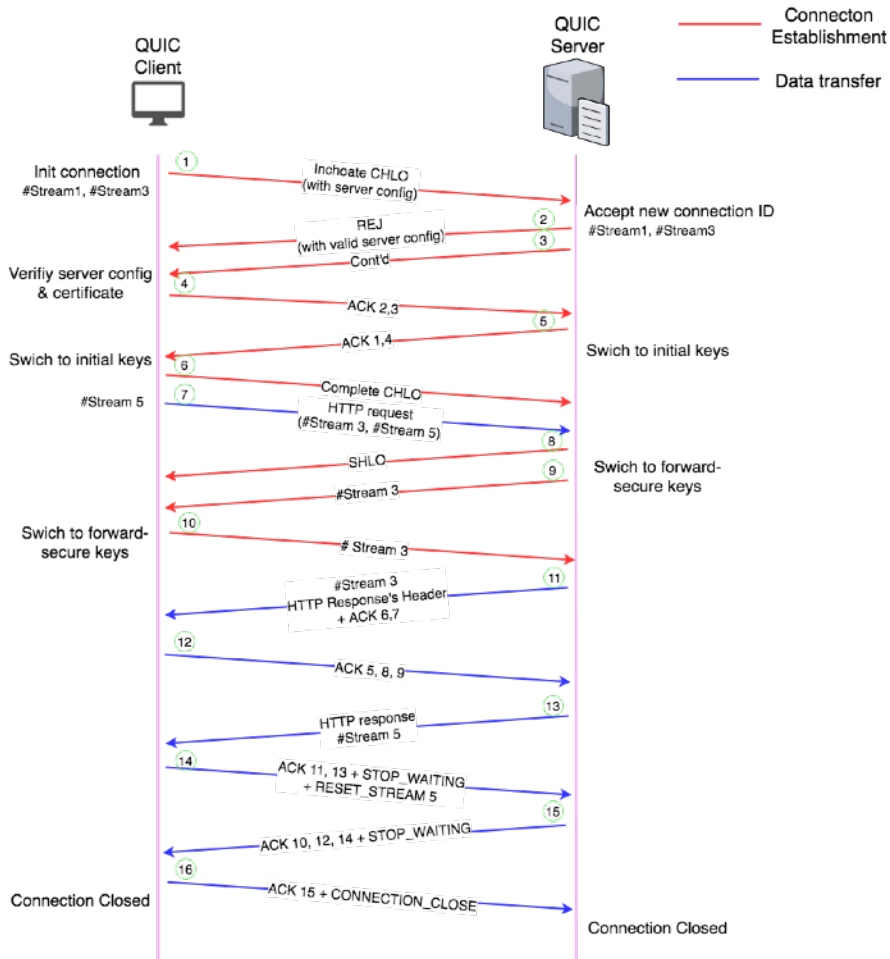 QUIC
Client
QUIC
Server
Connecton
Establishment
Data transfer
1
Init connection
#Stream1, #Stream3
Inchoate CHLO
(with server config)
2
Accept new connection ID
#Stream1, #Stream3
REJ
(with valid server config)
3
Cont'd
Verifiy server config
& certificate
4
ACK 2,3
5
ACK 1,4
Swich to initial keys
Swich to initial keys
6
Complete CHLO
7
#Stream 5
HTTP request
(#Stream 3, #Stream 5)
8
SHLO
9
Swich to forward-
secure keys
#Stream 3
10
Swich to forward-
secure keys
# Stream 3
11
#Stream 3
HTTP Response's Header
+ ACK 6,7
12
ACK 5, 8, 9
13
HTTP response
#Stream 5
14
ACK 11, 13 + STOP_WAITING
+ RESET_STREAM 5
15
ACK 10, 12, 14 + STOP_WAITING
16
ACK 15 + CONNECTION_CLOSE
Connection Closed
Connection Closed